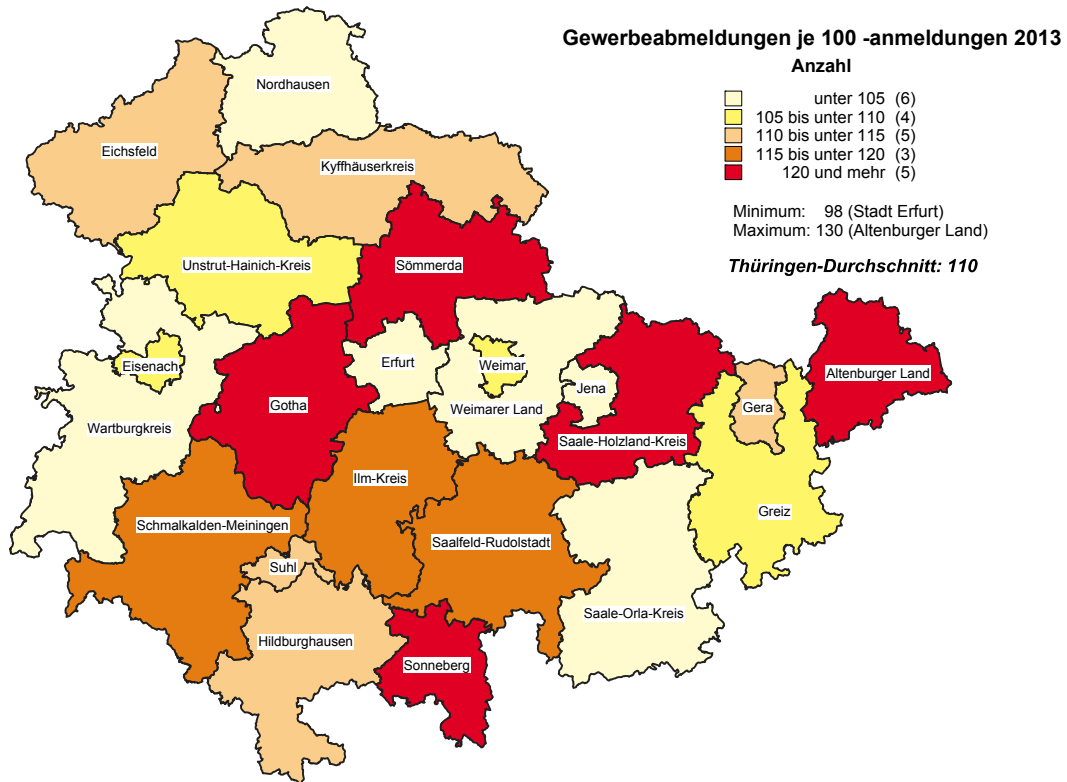 Gewerbeabmeldungen je 100 -anmeldungen 2013
Anzahl
unter 105 (6)
105 bis unter 110 (4)
110 bis unter 115 (5)
115 bis unter 120 (3)
120 und mehr (5)
Minimum: 98 (Stadt Erfurt)
Maximum: 130 (Altenburger Land)
Thüringen-Durchschnitt: 110
Nordhausen
Eichsfeld
Kyffhäuserkreis
Unstrut-Hainich-Kreis
Sömmerda
Eisenach
Erfurt
Weimar
Jena
Altenburger Land
Gotha
Weimarer Land
Gera
Wartburgkreis
Saale-Holzland-Kreis
Ilm-Kreis
Greiz
Schmalkalden-Meiningen
Saalfeld-Rudolstadt
Suhl
Saale-Orla-Kreis
Hildburghausen
Sonneberg